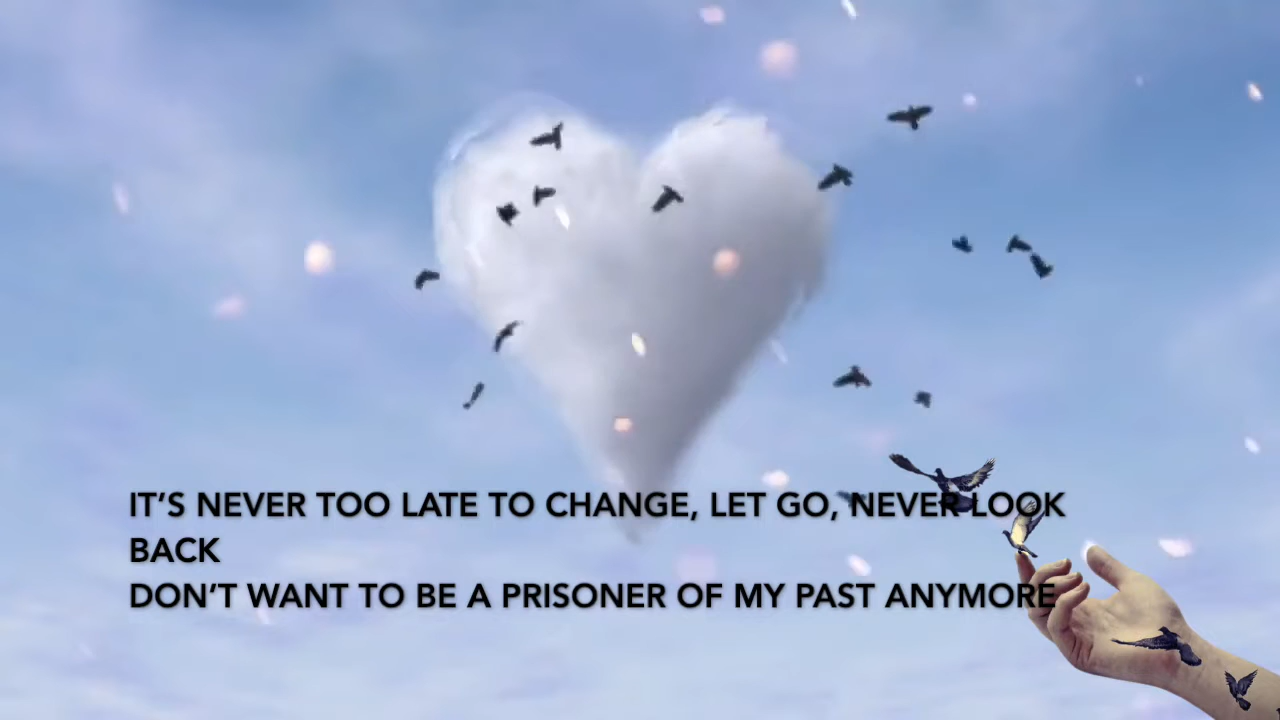 IT’S NEVER TOO LATE TO CHANGE, LET GO, NEVER LOOK
BACK
DON’T WANT TO BE A PRISONER OF MY PAST ANYMORE